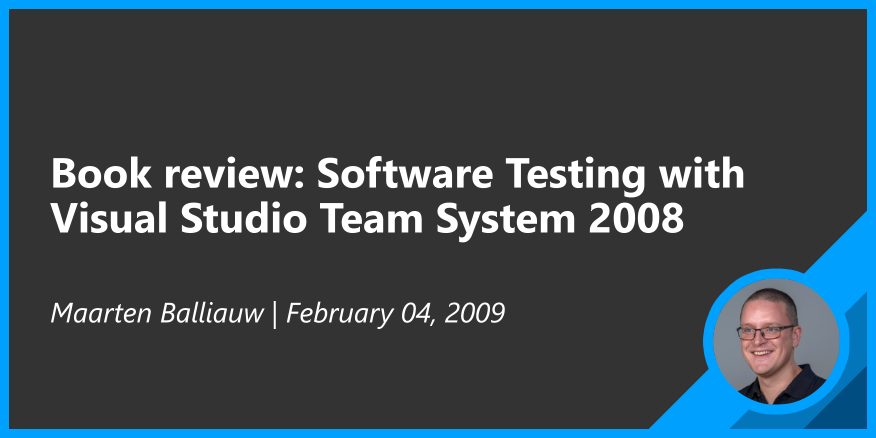 Book review: Software Testing with
Visual Studio Team System 2008
Maarten Balliauw | February 04, 2009